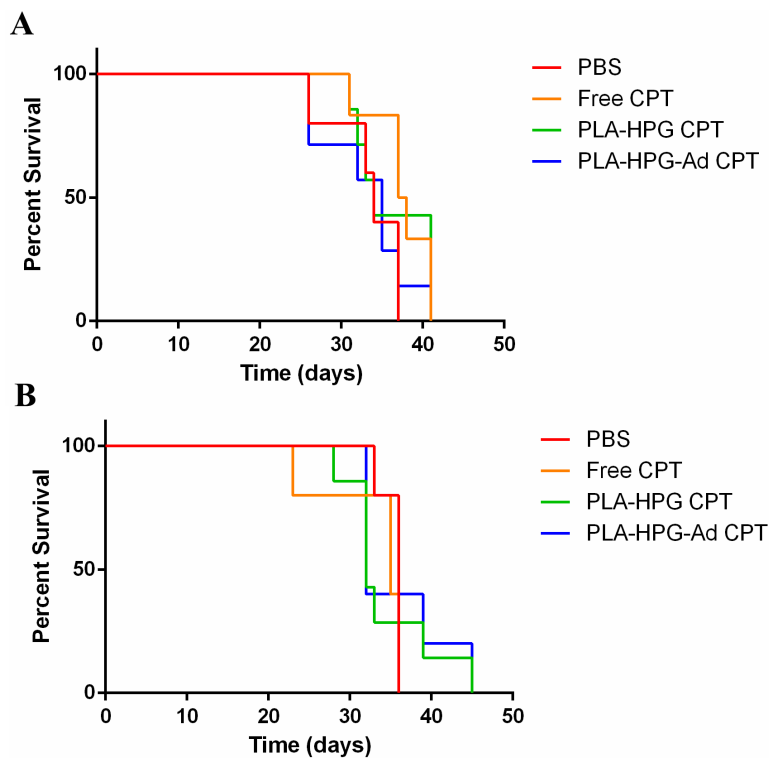 A
Percent Survival
100
50
0
0 10 20 30 40 50
Time (days)
PBS
Free CPT
PLA-HPG CPT
PLA-HPG-Ad CPT
B
Percent Survival
100
50
0
0 10 20 30 40 50
Time (days)
PBS
Free CPT
PLA-HPG CPT
PLA-HPG-Ad CPT